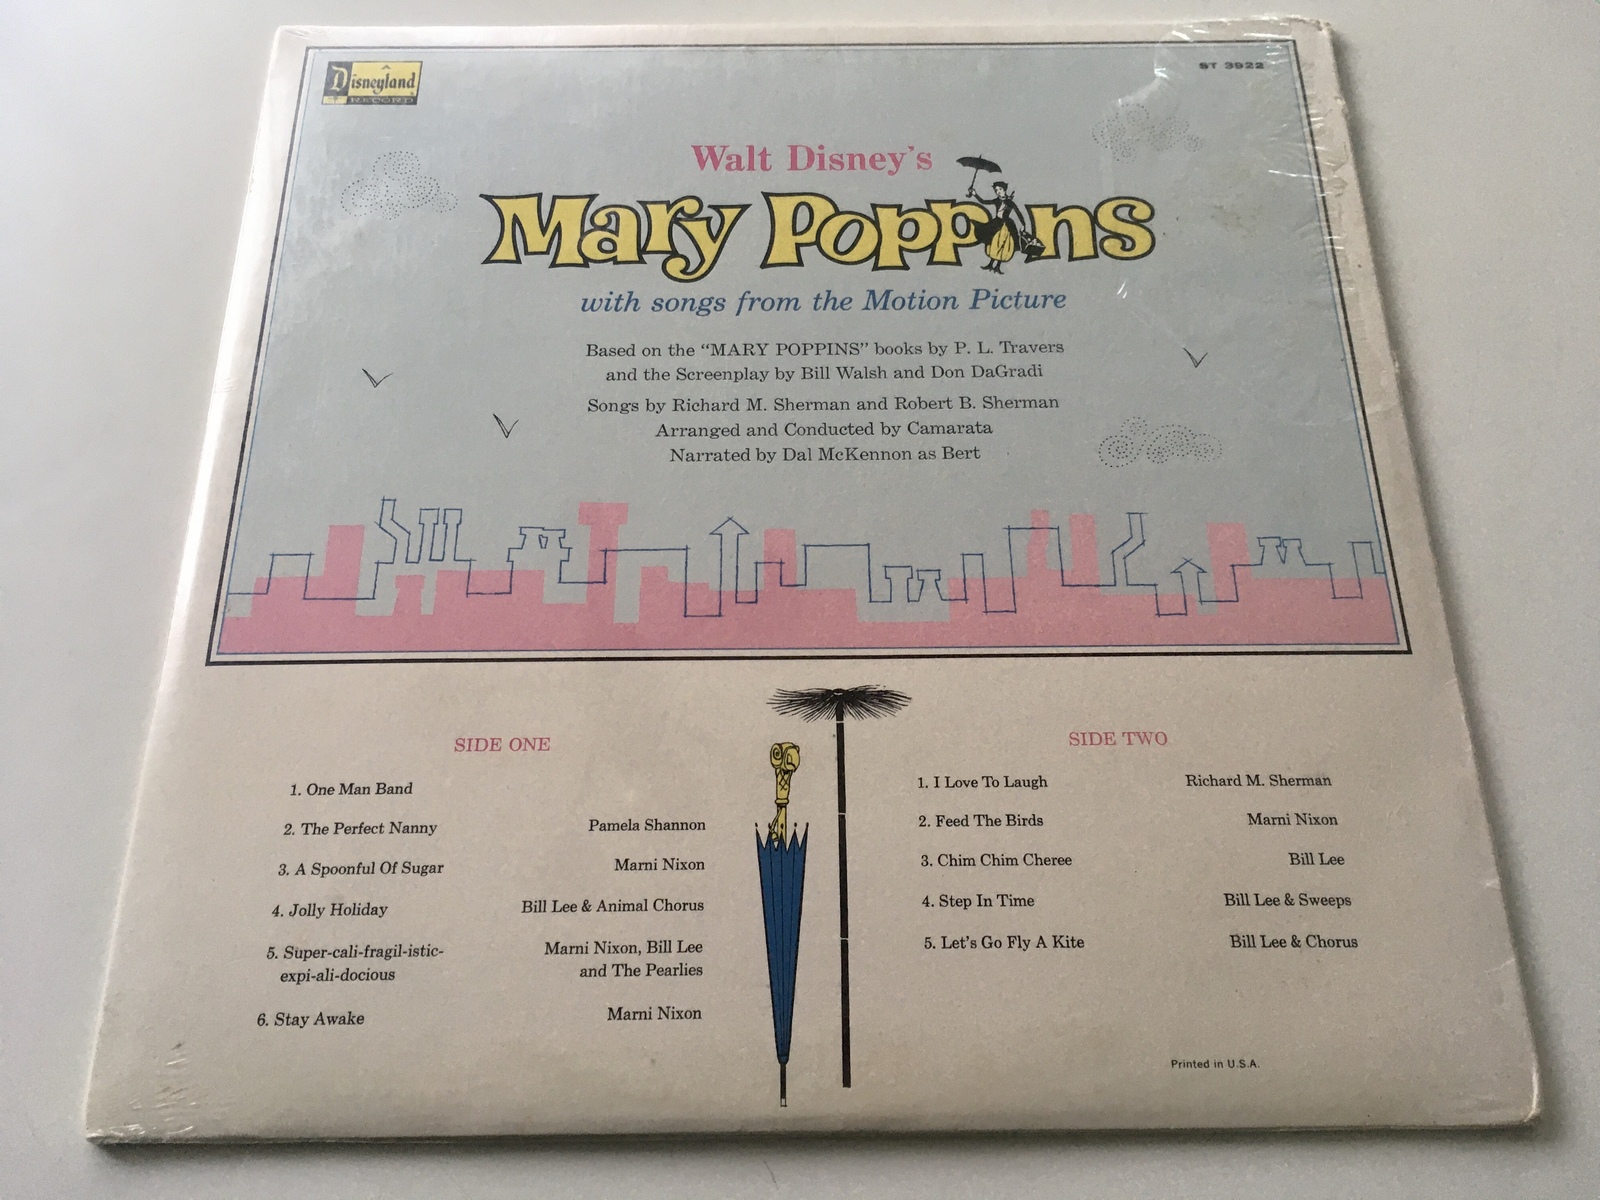 Disneyland
RECORD
ST 3922
Walt Disney's
Mary Poppins
with songs from the Motion Picture
Based on the “MARY POPPINS” books by P. L. Travers
and the Screenplay by Bill Walsh and Don DaGradi
Songs by Richard M. Sherman and Robert B. Sherman
Arranged and Conducted by Camarata
Narrated by Dal McKennon as Bert
SIDE ONE
1. One Man Band
2. The Perfect Nanny Pamela Shannon
3. A Spoonful Of Sugar Marni Nixon
4. Jolly Holiday Bill Lee & Animal Chorus
5. Super-cali-fragil-istic- Marni Nixon, Bill Lee
expi-ali-docious and The Pearlies
6. Stay Awake Marni Nixon
SIDE TWO
1. I Love To Laugh Richard M. Sherman
2. Feed The Birds Marni Nixon
3. Chim Chim Cheree Bill Lee
4. Step In Time Bill Lee & Sweeps
5. Let's Go Fly A Kite Bill Lee & Chorus
Printed in U.S.A.